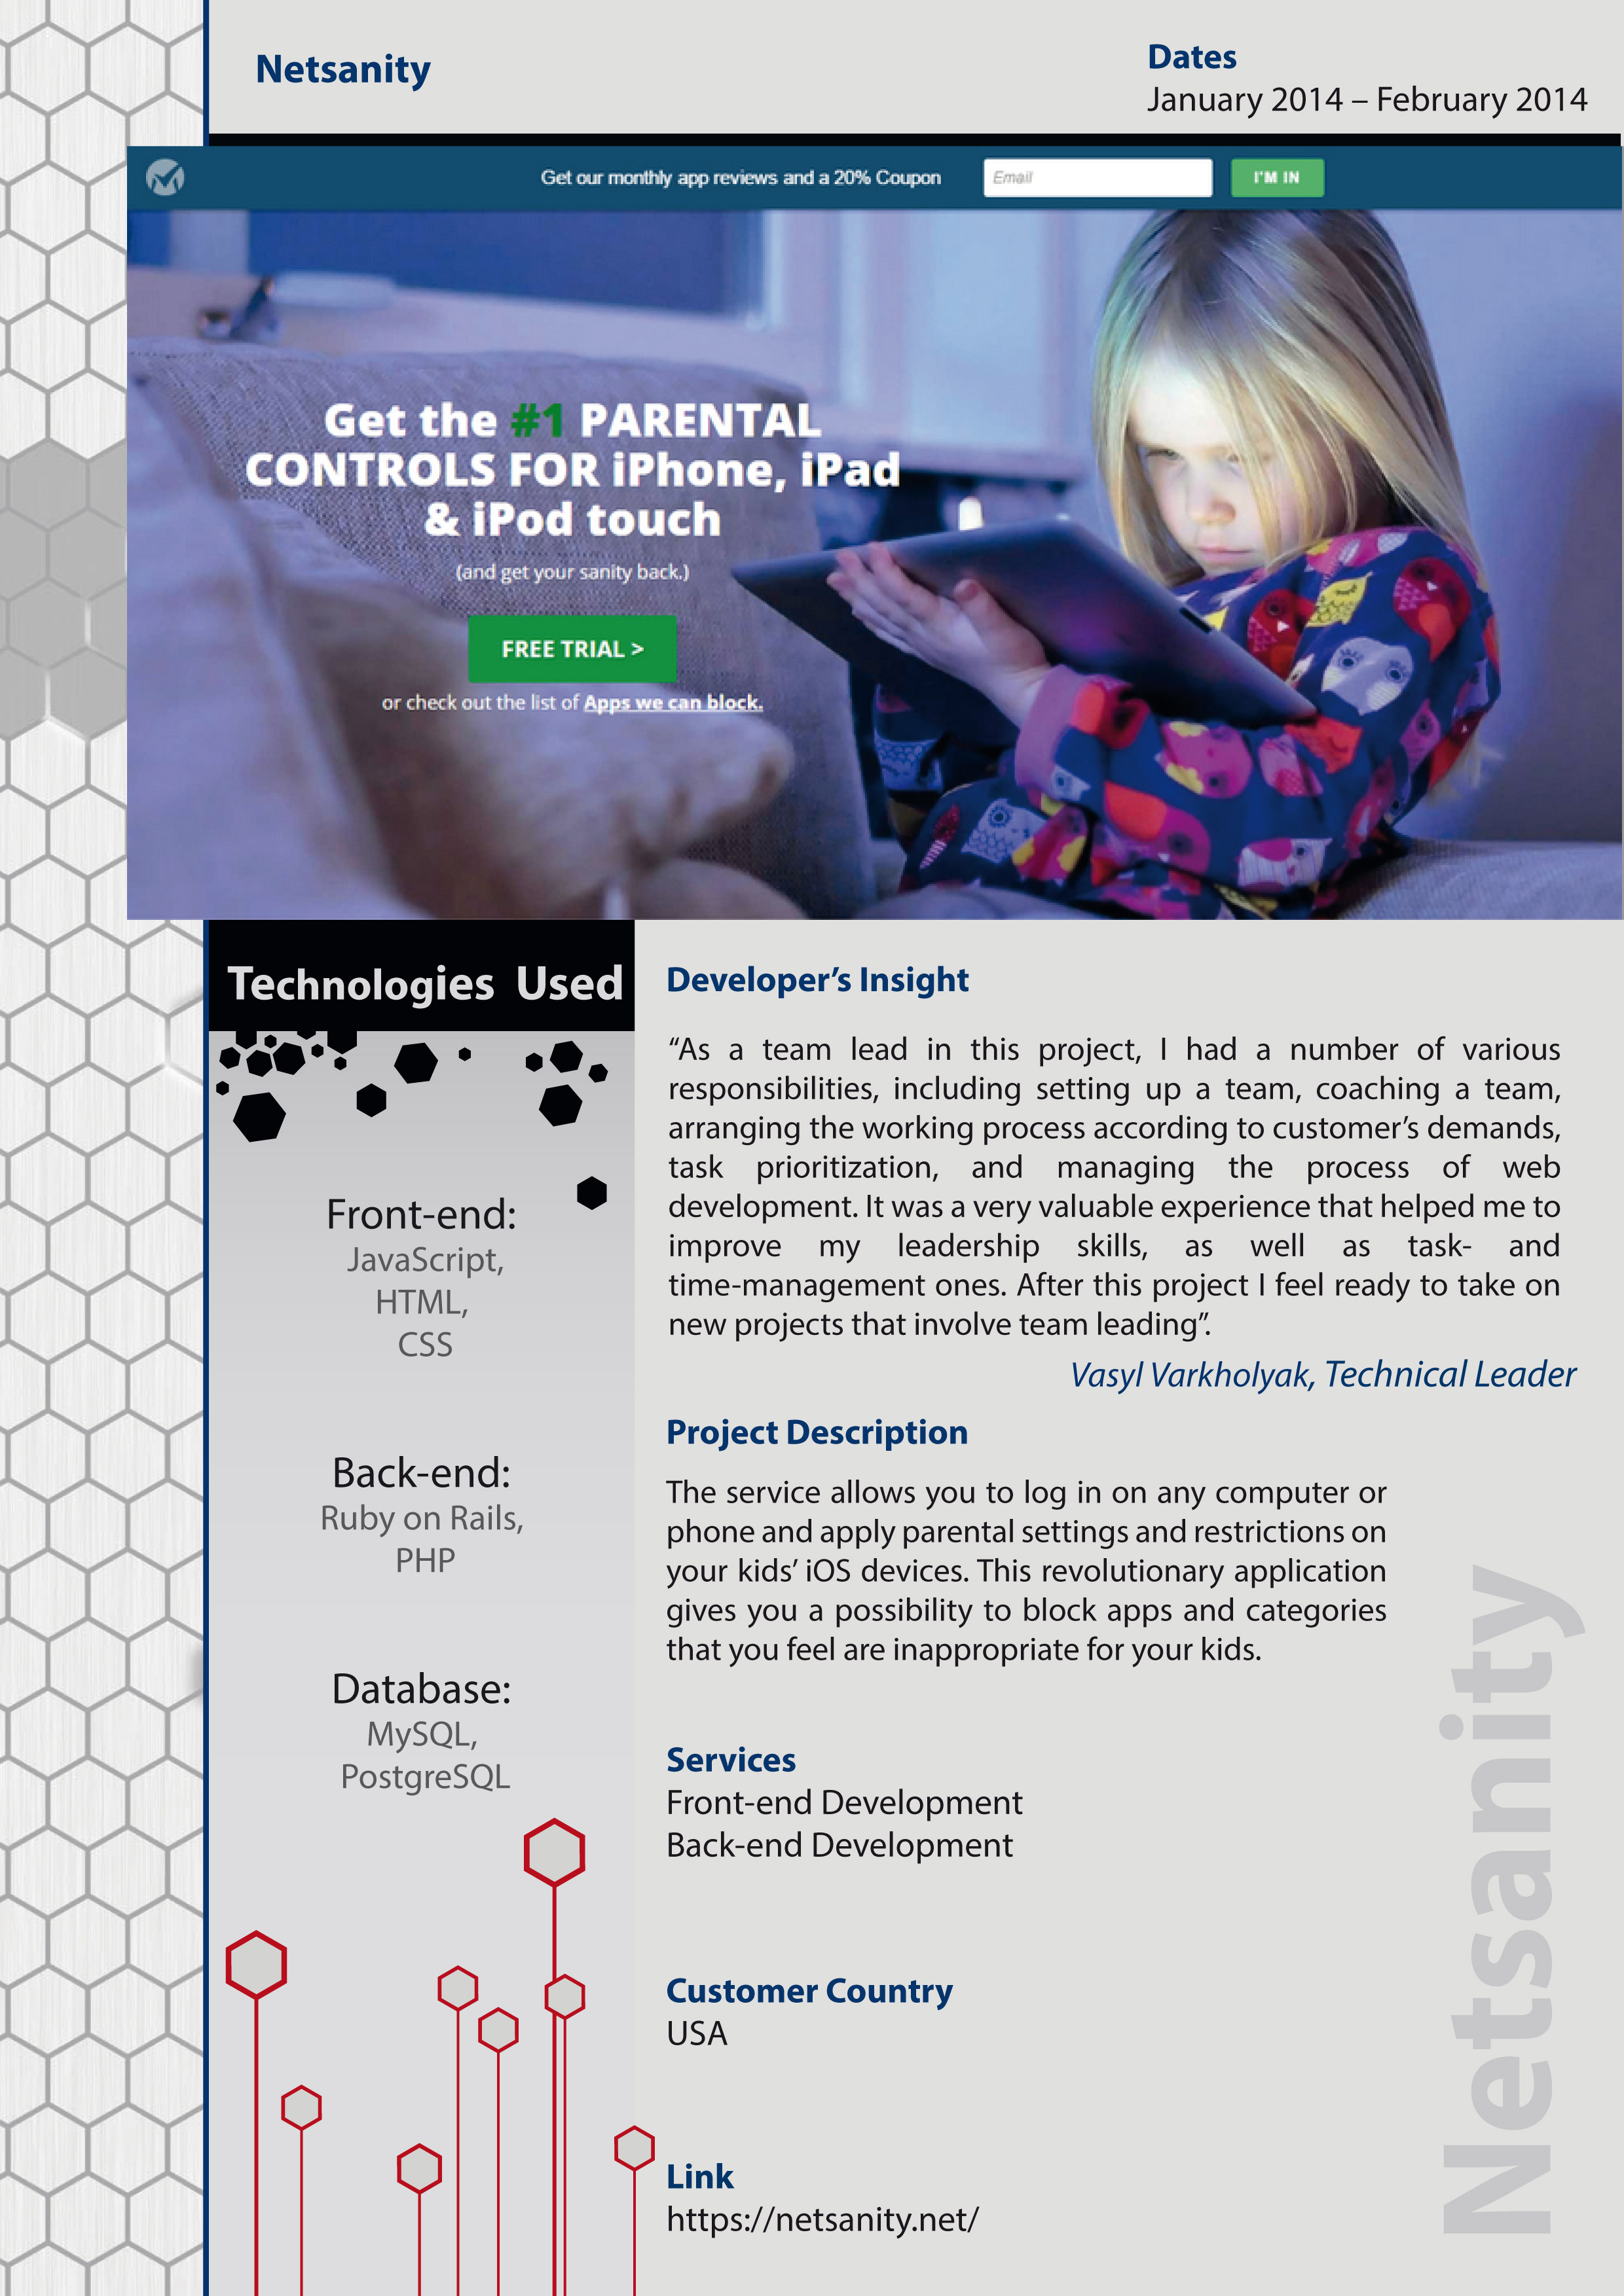 Netsanity
Dates
January 2014 – February 2014
Get our monthly app reviews and a 20% Coupon
Email
I'M IN
Get the #1 PARENTAL
CONTROLS FOR iPhone, iPad
& iPod touch
(and get your sanity back.)
FREE TRIAL >
or check out the list of Apps we can block.
Technologies Used
Front-end:
JavaScript,
HTML,
CSS
Back-end:
Ruby on Rails,
PHP
Database:
MySQL,
PostgreSQL
Developer’s Insight
“As a team lead in this project, I had a number of various
responsibilities, including setting up a team, coaching a team,
arranging the working process according to customer’s demands,
task prioritization, and managing the process of web
development. It was a very valuable experience that helped me to
improve my leadership skills, as well as task- and
time-management ones. After this project I feel ready to take on
new projects that involve team leading”.
Vasyl Varkholyak, Technical Leader
Project Description
The service allows you to log in on any computer or
phone and apply parental settings and restrictions on
your kids’ iOS devices. This revolutionary application
gives you a possibility to block apps and categories
that you feel are inappropriate for your kids.
Services
Front-end Development
Back-end Development
Customer Country
USA
Link
https://netsanity.net/
Netsanity